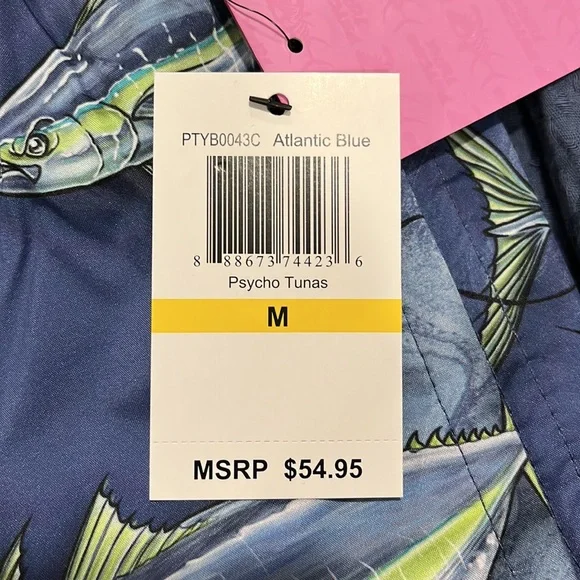 PTYB0043C Atlantic Blue
8 88673 74423 6
Psycho Tunas
M
MSRP $54.95